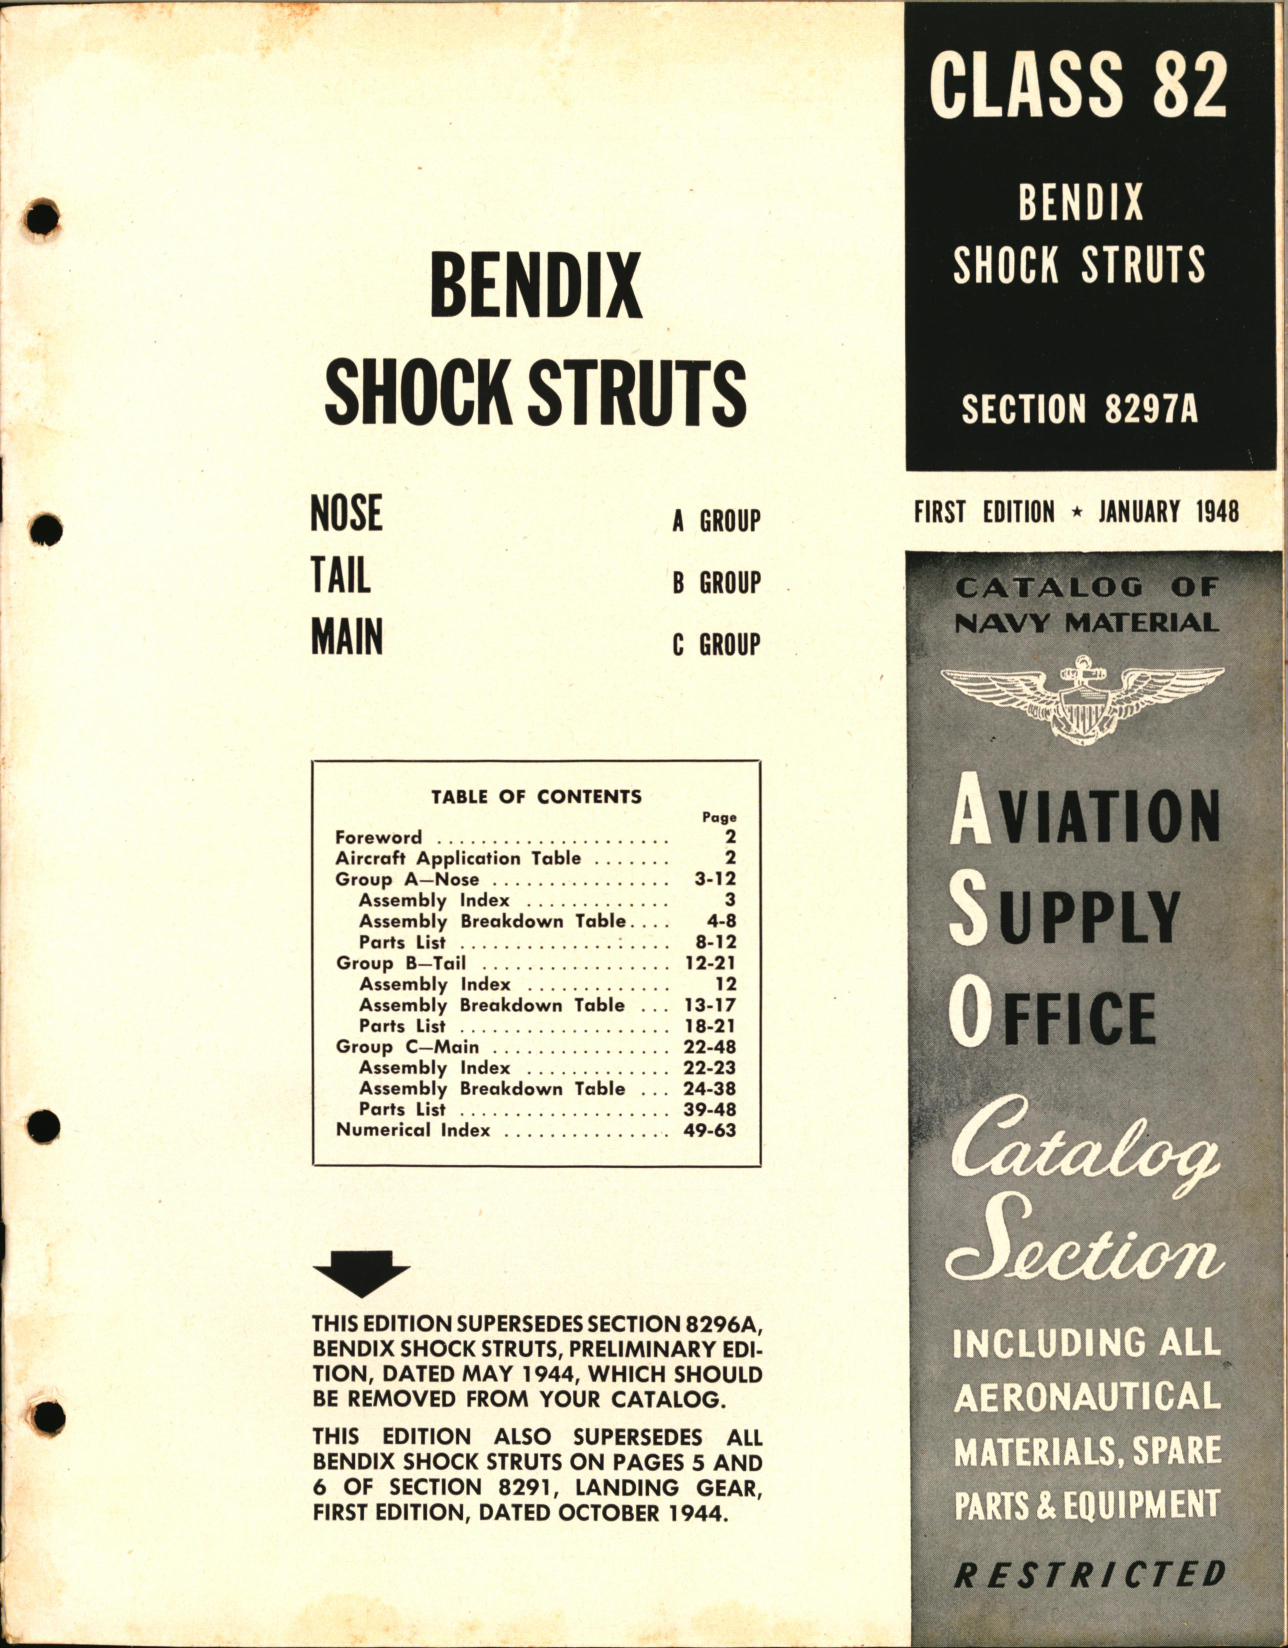 CLASS 82
BENDIX
SHOCK STRUTS
SECTION 8297A
FIRST EDITION ★ JANUARY 1948
CATALOG OF
NAVY MATERIAL
AVIATION
SUPPLY
OFFICE
Catalog
Section
INCLUDING ALL
AERONAUTICAL
MATERIALS, SPARE
PARTS & EQUIPMENT
RESTRICTED
BENDIX
SHOCK STRUTS
NOSE A GROUP
TAIL B GROUP
MAIN C GROUP
TABLE OF CONTENTS
Page
Foreword ..................... 2
Aircraft Application Table ....... 2
Group A—Nose ................ 3-12
Assembly Index ............. 3
Assembly Breakdown Table.... 4-8
Parts List ................... 8-12
Group B—Tail ................. 12-21
Assembly Index ............. 12
Assembly Breakdown Table ... 13-17
Parts List ................... 18-21
Group C—Main ................ 22-48
Assembly Index ............. 22-23
Assembly Breakdown Table ... 24-38
Parts List ................... 39-48
Numerical Index ............... 49-63
THIS EDITION SUPERSEDES SECTION 8296A,
BENDIX SHOCK STRUTS, PRELIMINARY EDI-
TION, DATED MAY 1944, WHICH SHOULD
BE REMOVED FROM YOUR CATALOG.
THIS EDITION ALSO SUPERSEDES ALL
BENDIX SHOCK STRUTS ON PAGES 5 AND
6 OF SECTION 8291, LANDING GEAR,
FIRST EDITION, DATED OCTOBER 1944.